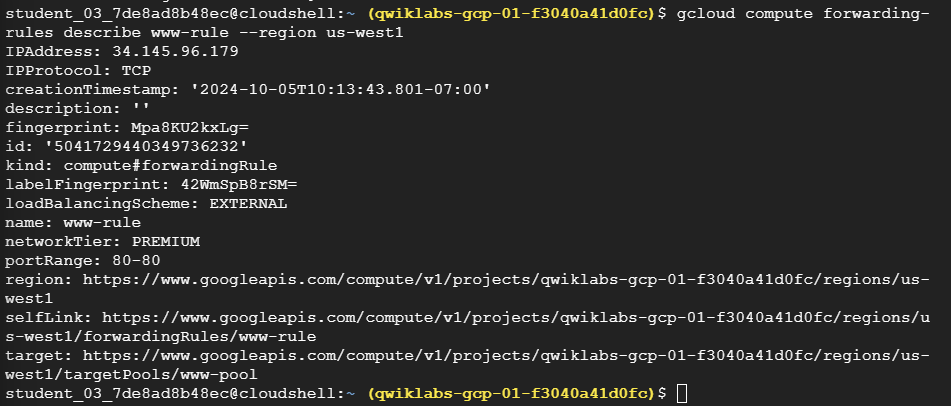 student_03_7de8ad8b48ec@cloudshell:~ (qwiklabs-gcp-01-f3040a41d0fc)$ gcloud compute forwarding-
rules describe www-rule --region us-west1
IPAddress: 34.145.96.179
IPProtocol: TCP
creationTimestamp: '2024-10-05T10:13:43.801-07:00'
description: ''
fingerprint: Mpa8KU2kxLg=
id: '5041729440349736232'
kind: compute#forwardingRule
labelFingerprint: 42WmSpB8rSM=
loadBalancingScheme: EXTERNAL
name: www-rule
networkTier: PREMIUM
portRange: 80-80
region: https://www.googleapis.com/compute/v1/projects/qwiklabs-gcp-01-f3040a41d0fc/regions/us-
west1
selfLink: https://www.googleapis.com/compute/v1/projects/qwiklabs-gcp-01-f3040a41d0fc/regions/u
s-west1/forwardingRules/www-rule
target: https://www.googleapis.com/compute/v1/projects/qwiklabs-gcp-01-f3040a41d0fc/regions/us-
west1/targetPools/www-pool
student_03_7de8ad8b48ec@cloudshell:~ (qwiklabs-gcp-01-f3040a41d0fc)$